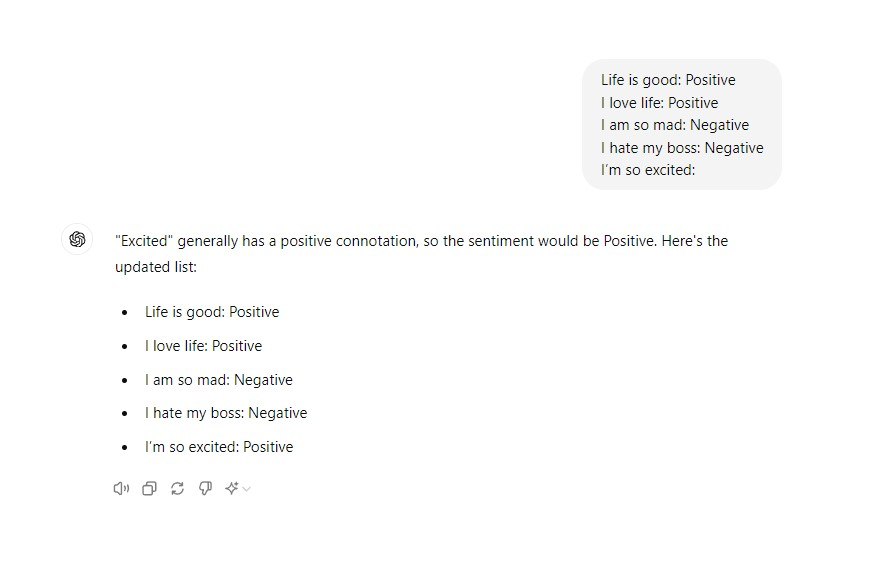 Life is good: Positive
I love life: Positive
I am so mad: Negative
I hate my boss: Negative
I'm so excited:
"Excited" generally has a positive connotation, so the sentiment would be Positive. Here's the
updated list:
• Life is good: Positive
• I love life: Positive
• I am so mad: Negative
• I hate my boss: Negative
• I'm so excited: Positive